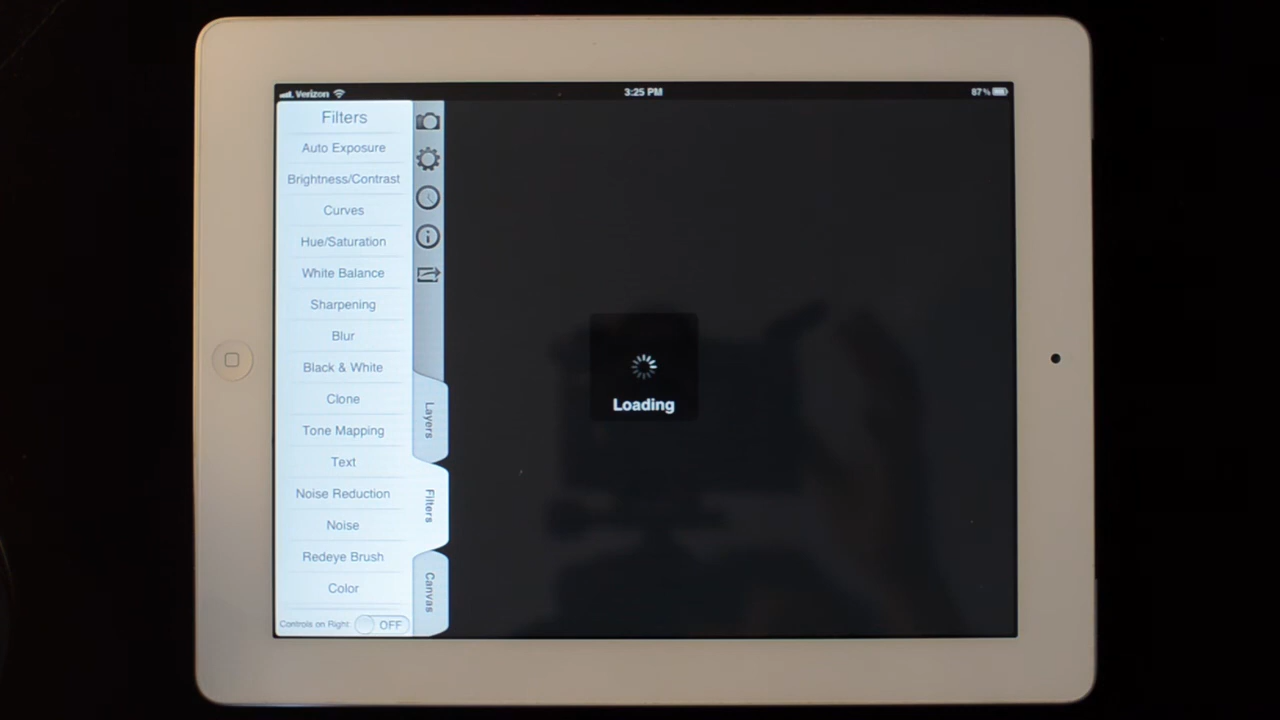 Verizon 3:25 PM 87%
Filters
Auto Exposure
Brightness/Contrast
Curves
Hue/Saturation
White Balance
Sharpening
Blur
Black & White
Clone
Tone Mapping
Text
Noise Reduction
Noise
Redeye Brush
Color
Controls on Right OFF
Layers
Filters
Canvas
Loading